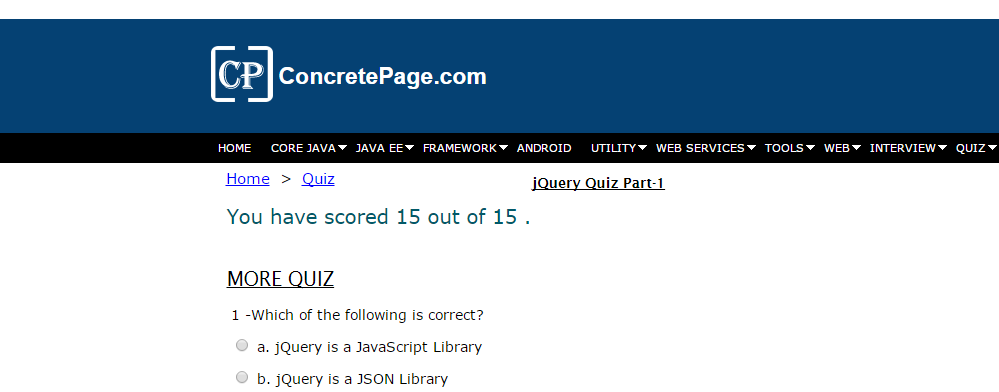 CP ConcretePage.com
HOME CORE JAVA JAVA EE FRAMEWORK ANDROID UTILITY WEB SERVICES TOOLS WEB INTERVIEW QUIZ
Home > Quiz
jQuery Quiz Part-1
You have scored 15 out of 15 .
MORE QUIZ
1 -Which of the following is correct?
a. jQuery is a JavaScript Library
b. jQuery is a JSON Library